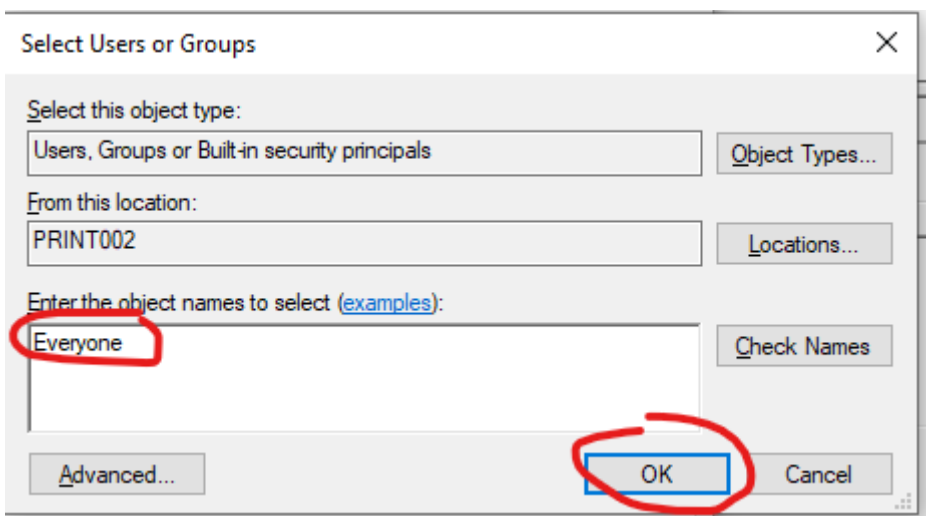 Select Users or Groups
Select this object type:
Users, Groups or Built-in security principals
Object Types...
From this location:
PRINT002
Locations...
Enter the object names to select (examples):
Everyone
Check Names
Advanced...
OK
Cancel